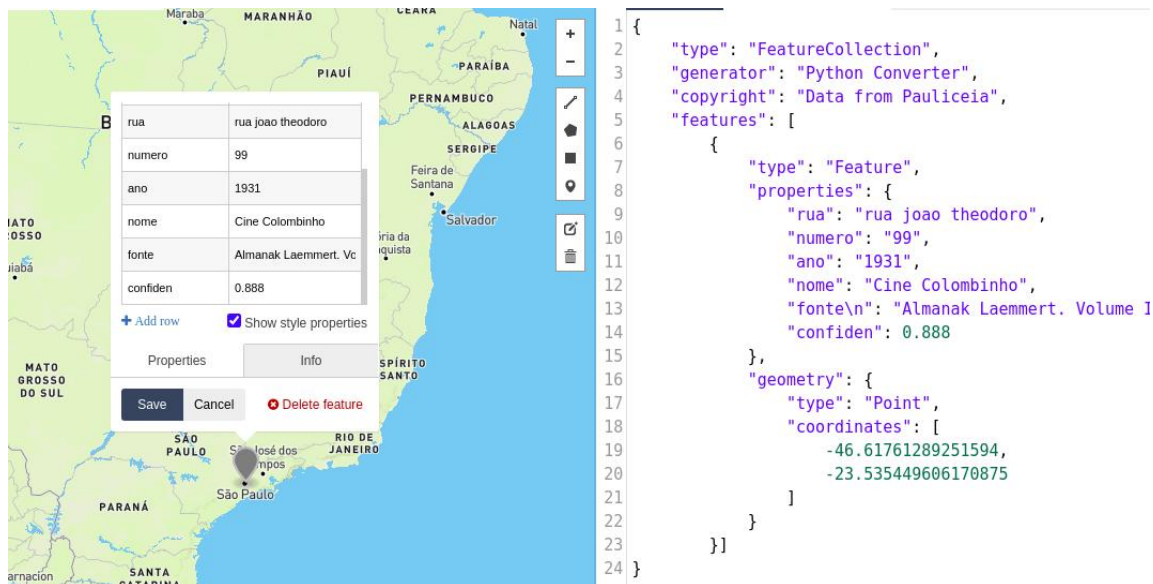 Maraba
MARANHÃO
CEARÁ
Natal
PIAUÍ
PARAÍBA
PERNAMBUCO
ALAGOAS
SERGIPE
Feira de
Santana
Salvador
MATO
GROSSO
DO SUL
ESPÍRITO
SANTO
SÃO
PAULO
RIO DE
JANEIRO
São Paulo
PARANÁ
SANTA
rua rua joao theodoro
numero 99
ano 1931
nome Cine Colombinho
fonte Almanak Laemmert. Vo
confiden 0.888
+ Add row Show style properties
Properties Info
Save Cancel Delete feature
+
−
1 {
2 "type": "FeatureCollection",
3 "generator": "Python Converter",
4 "copyright": "Data from Pauliceia",
5 "features": [
6 {
7 "type": "Feature",
8 "properties": {
9 "rua": "rua joao theodoro",
10 "numero": "99",
11 "ano": "1931",
12 "nome": "Cine Colombinho",
13 "fonte\n": "Almanak Laemmert. Volume I
14 "confiden": 0.888
15 },
16 "geometry": {
17 "type": "Point",
18 "coordinates": [
19 -46.61761289251594,
20 -23.535449606170875
21 ]
22 }
23 }]
24 }